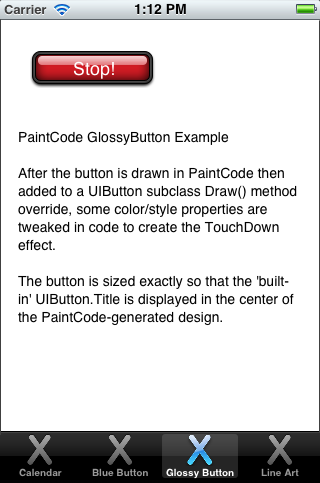 Carrier 1:12 PM
Stop!
PaintCode GlossyButton Example
After the button is drawn in PaintCode then
added to a UIButton subclass Draw() method
override, some color/style properties are
tweaked in code to create the TouchDown
effect.
The button is sized exactly so that the 'built-
in' UIButton.Title is displayed in the center of
the PaintCode-generated design.
Calendar Blue Button Glossy Button Line Art